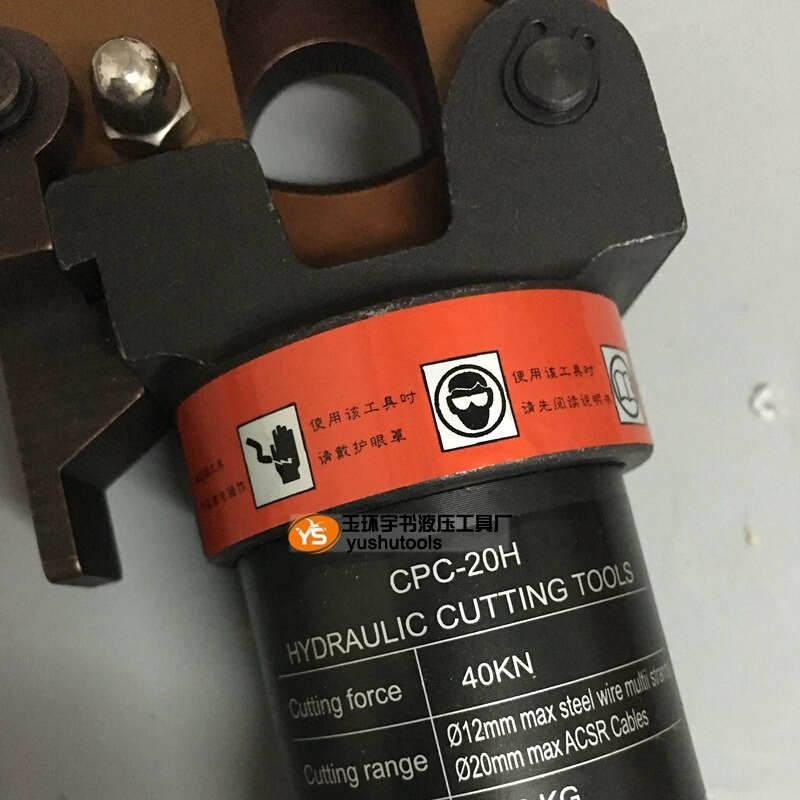 使用该工具时
请戴护眼罩
使用该工具时
请先阅读说明书
YS
玉环宇书液压工具厂
yushutools
CPC-20H
HYDRAULIC CUTTING TOOLS
Cutting force 40KN
Cutting range Ø12mm max steel wire multii
Ø20mm max ACSR Cables
KG